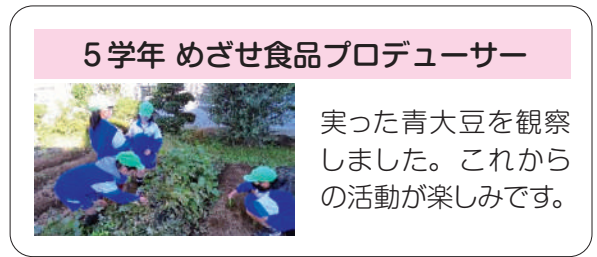 5学年 めざせ食品プロデューサー
実った青大豆を観察
しました。これから
の活動が楽しみです。